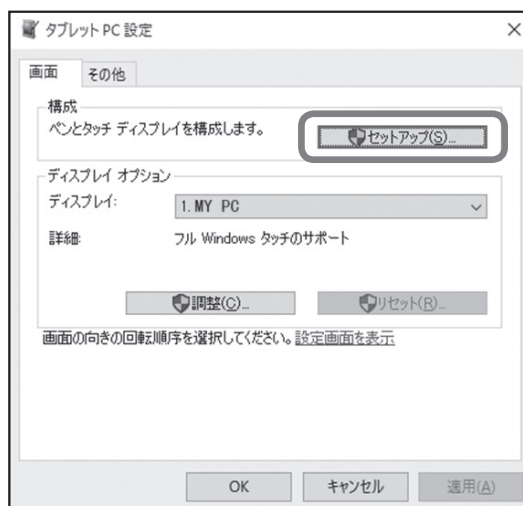 タブレット PC 設定
画面 その他
構成
ペンとタッチ ディスプレイを構成します。 セットアップ(S)...
ディスプレイ オプション
ディスプレイ: 1. MY PC
詳細: フル Windows タッチのサポート
調整(C)... リセット(R)...
画面の向きの回転順序を選択してください。 設定画面を表示
OK キャンセル 適用(A)